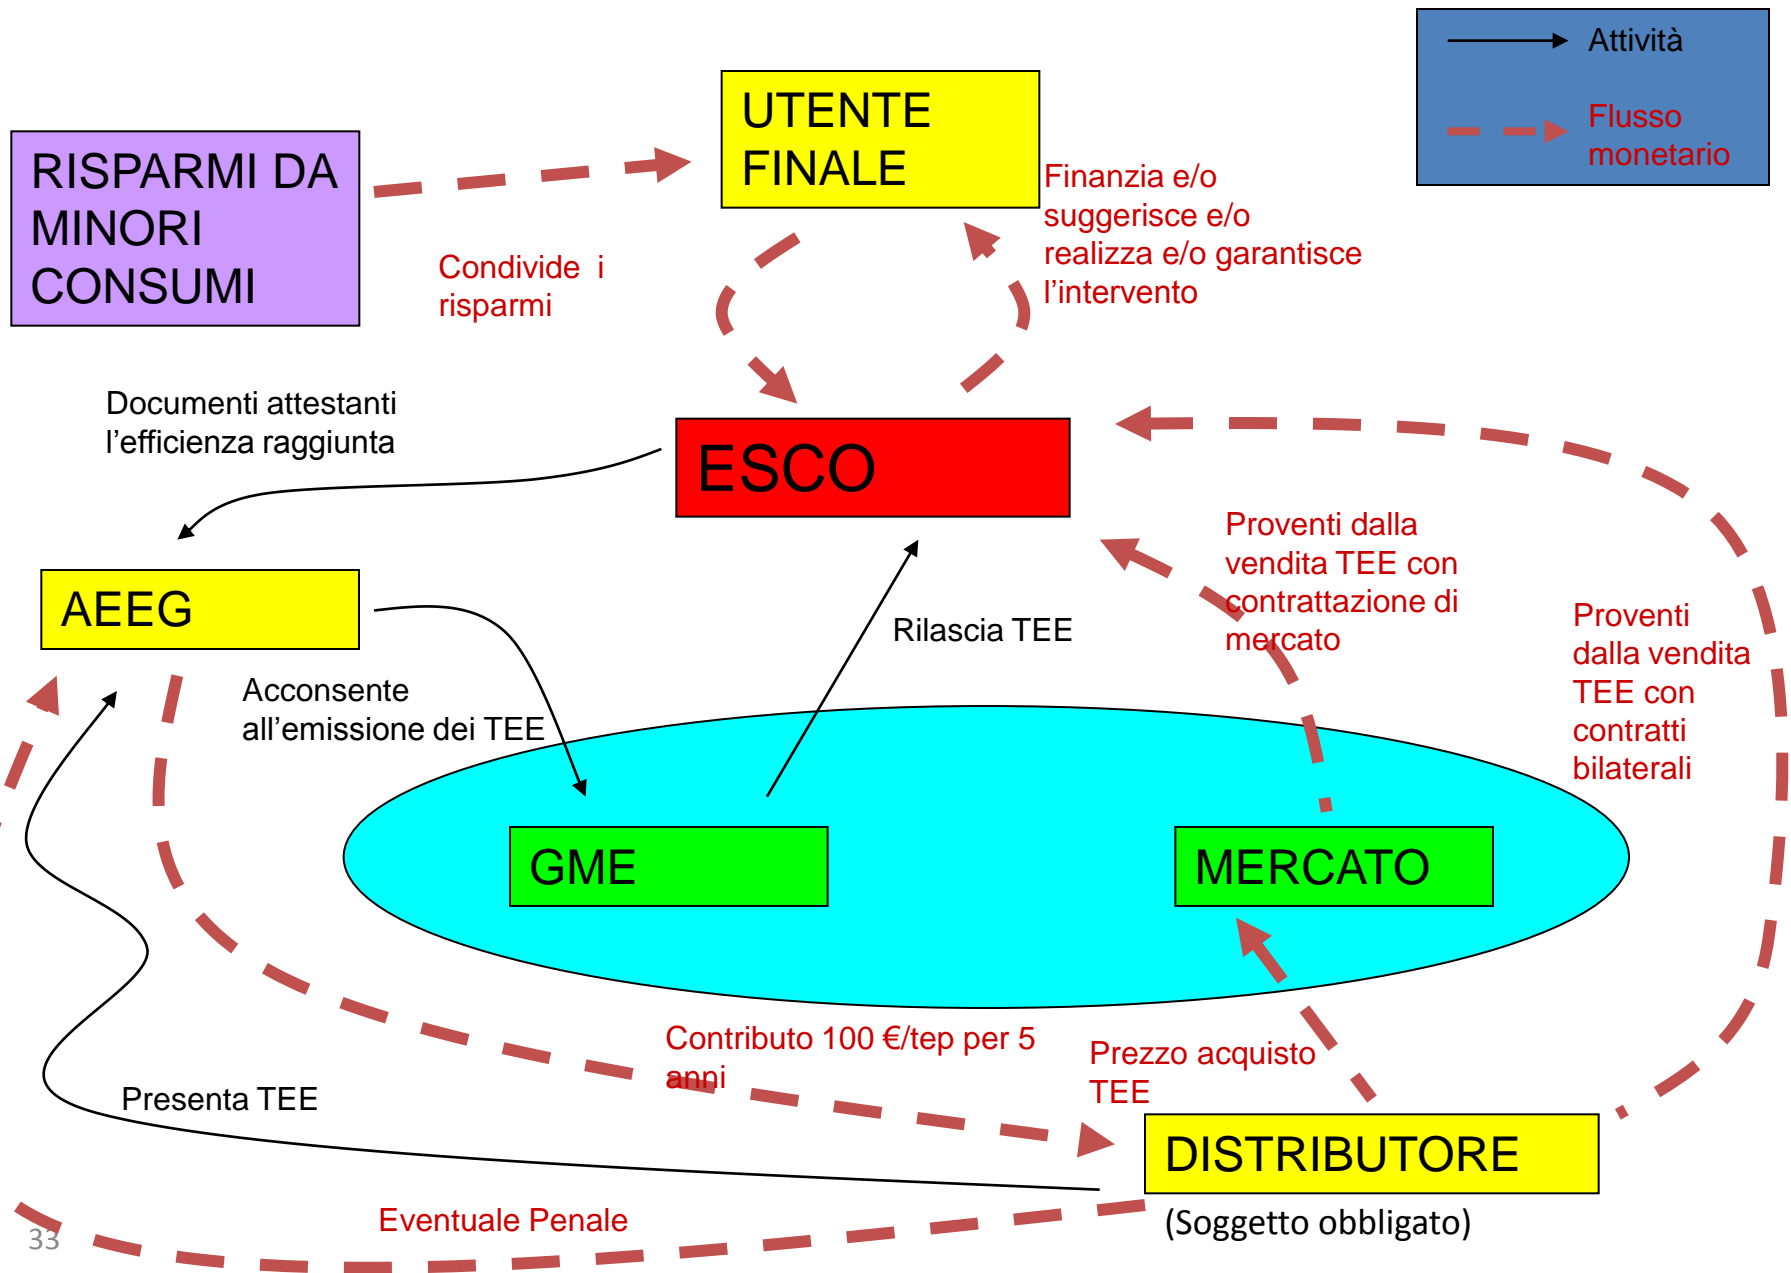 Attività
Flusso
monetario
UTENTE
FINALE
RISPARMI DA
MINORI
CONSUMI
Finanzia e/o
suggerisce e/o
realizza e/o garantisce
l’intervento
Condivide i
risparmi
Documenti attestanti
l’efficienza raggiunta
ESCO
Proventi dalla
vendita TEE con
contrattazione di
mercato
AEEG
Rilascia TEE
Proventi
dalla vendita
TEE con
contratti
bilaterali
Acconsente
all’emissione dei TEE
GME
MERCATO
Contributo 100 €/tep per 5
anni
Prezzo acquisto
TEE
Presenta TEE
DISTRIBUTORE
(Soggetto obbligato)
Eventuale Penale
33